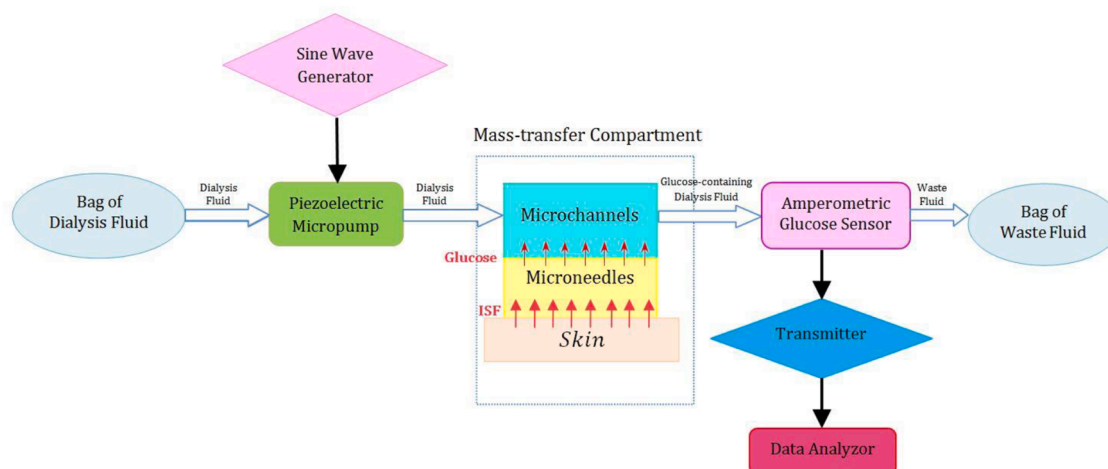 Sine Wave
Generator
Mass-transfer Compartment
Bag of
Dialysis Fluid
Dialysis
Fluid
Piezoelectric
Micropump
Dialysis
Fluid
Microchannels
Glucose-containing
Dialysis Fluid
Amperometric
Glucose Sensor
Waste
Fluid
Bag of
Waste Fluid
Glucose
Microneedles
ISF
Skin
Transmitter
Data Analyzor